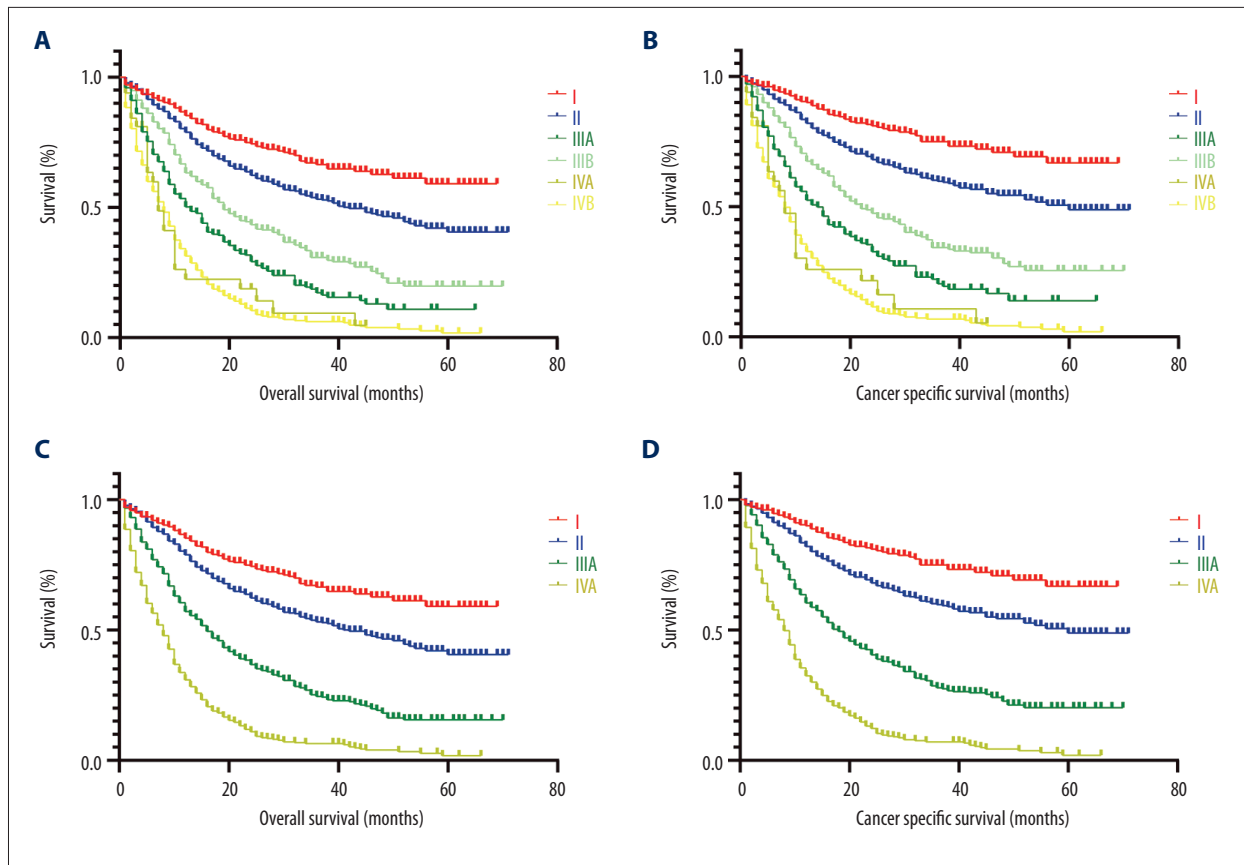 A
Survival (%)
1.0
0.5
0.0
0 20 40 60 80
Overall survival (months)
I
II
IIIA
IIIB
IVA
IVB
B
Survival (%)
1.0
0.5
0.0
0 20 40 60 80
Cancer specific survival (months)
I
II
IIIA
IIIB
IVA
IVB
C
Survival (%)
1.0
0.5
0.0
0 20 40 60 80
Overall survival (months)
I
II
IIIA
IVA
D
Survival (%)
1.0
0.5
0.0
0 20 40 60 80
Cancer specific survival (months)
I
II
IIIA
IVA